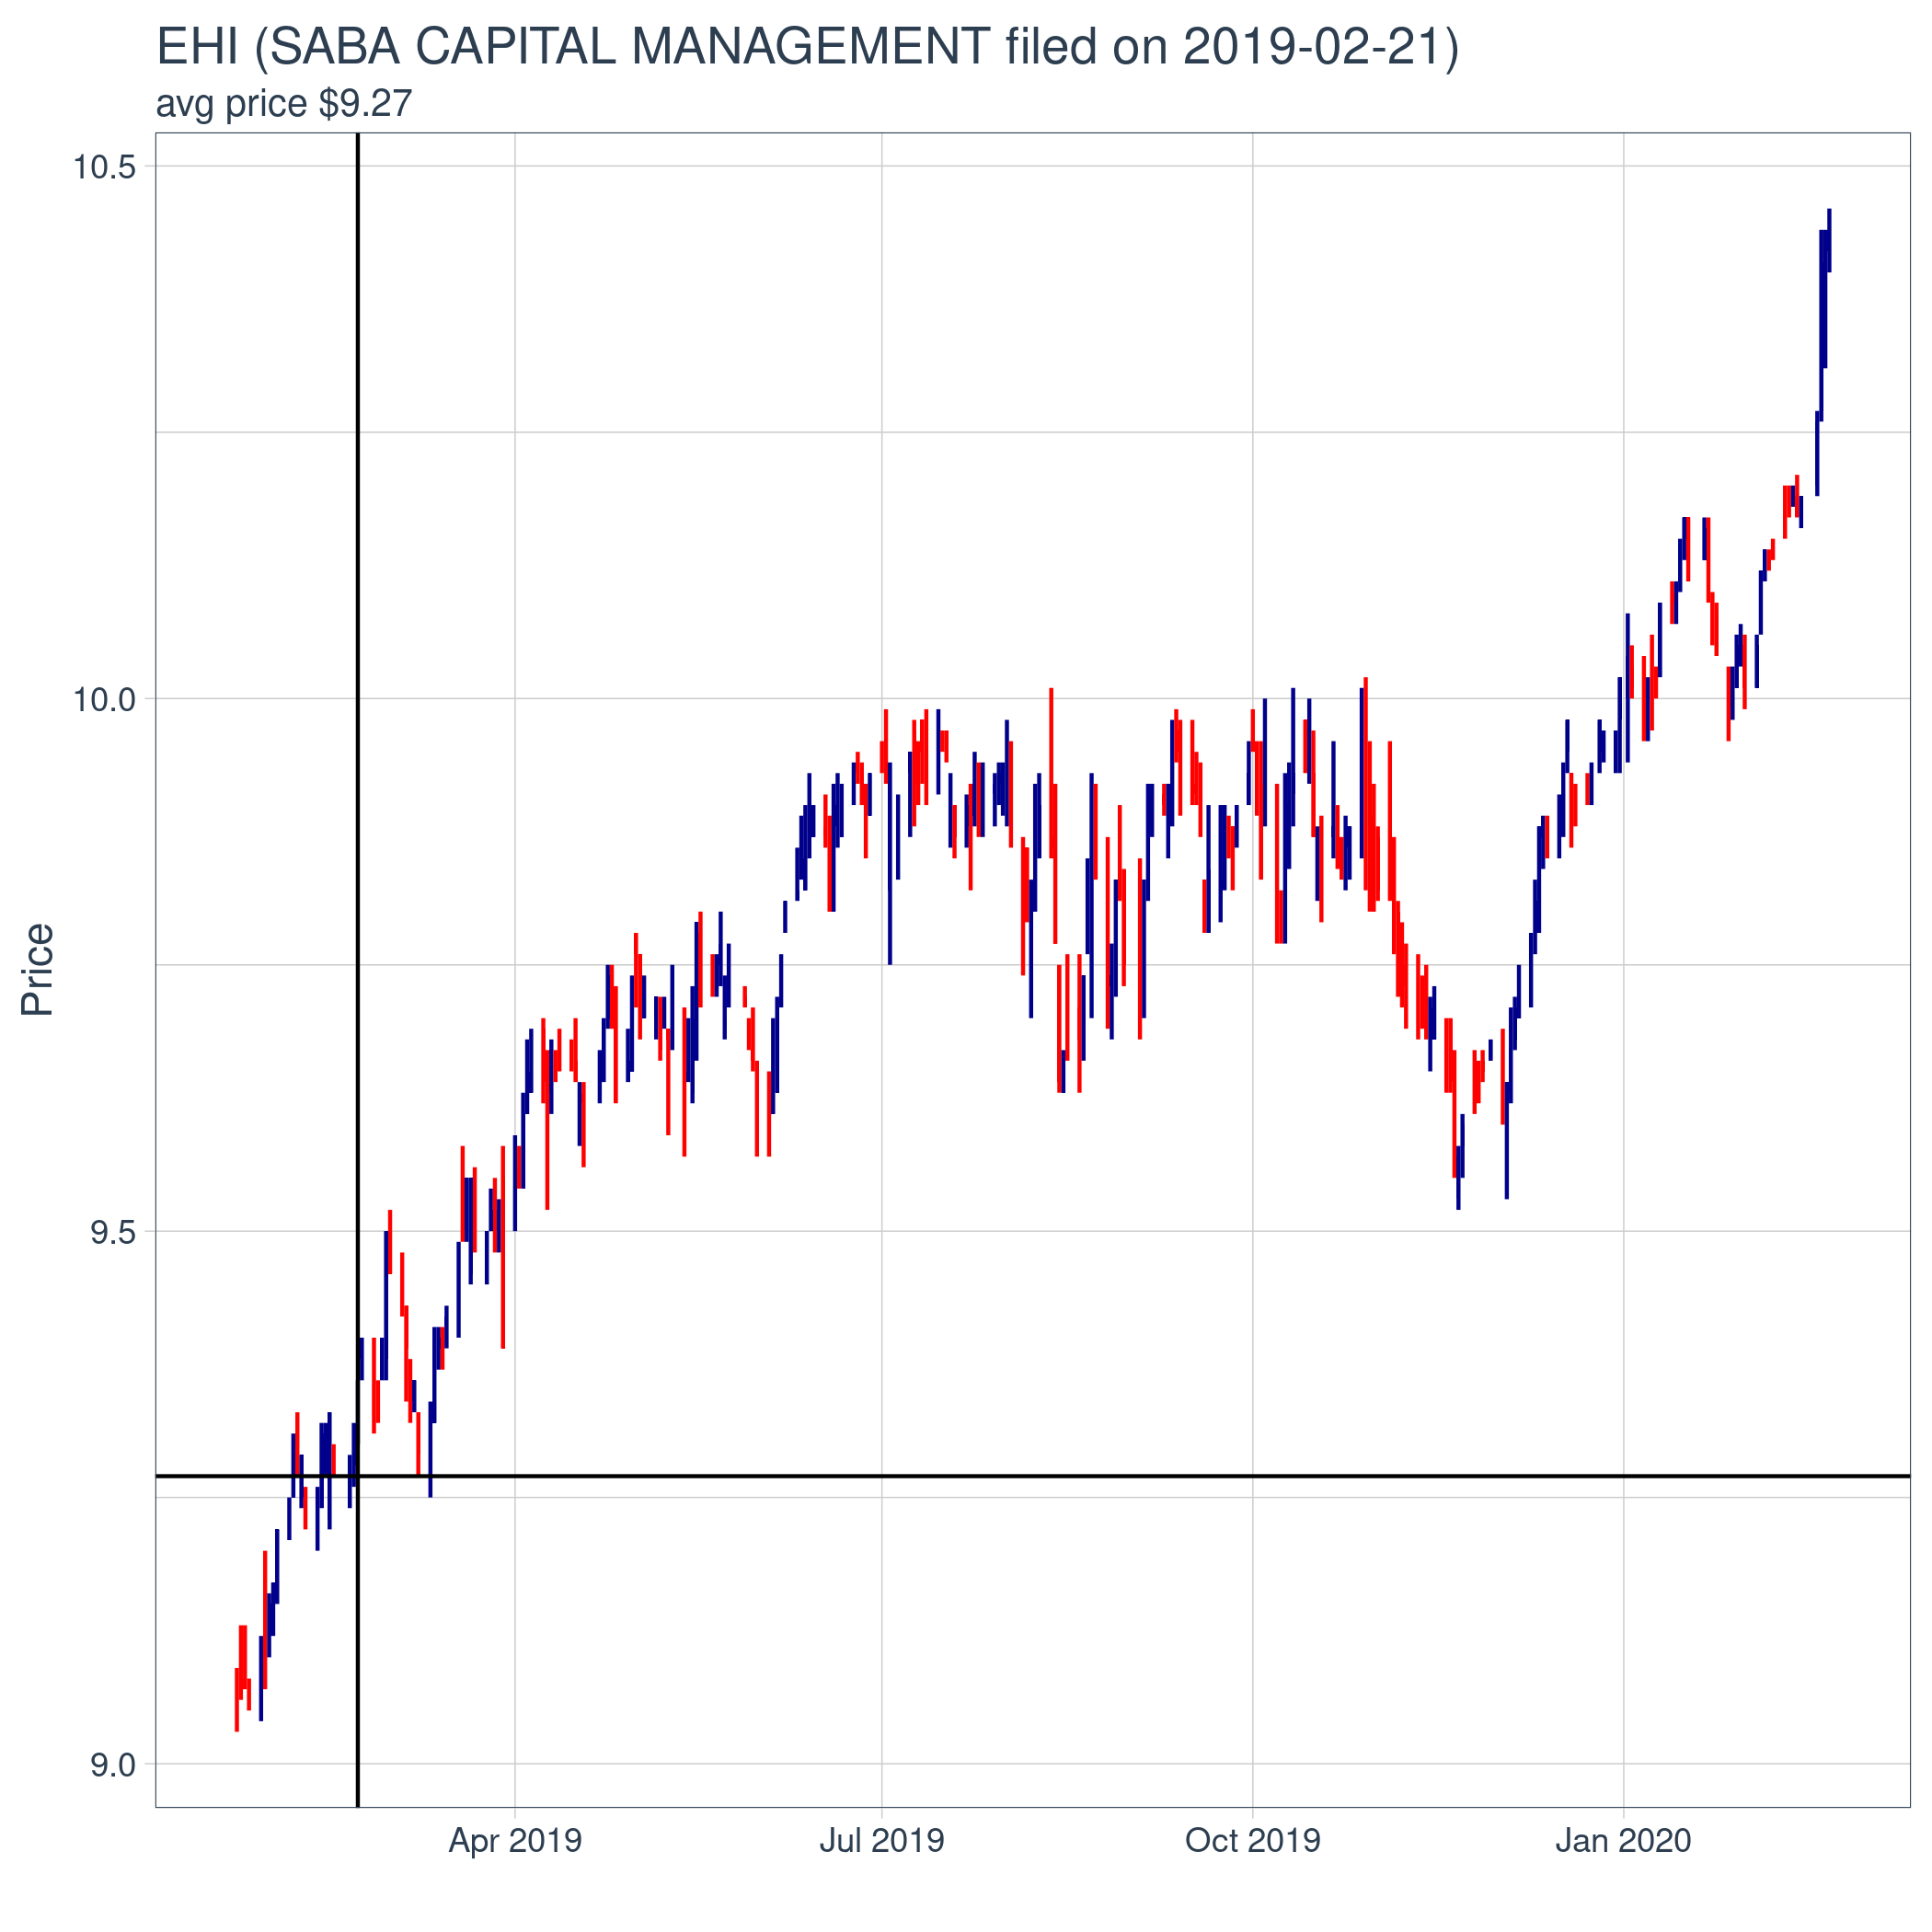 EHI (SABA CAPITAL MANAGEMENT filed on 2019-02-21)
avg price $9.27
10.5
10.0
9.5
9.0
Price
Apr 2019
Jul 2019
Oct 2019
Jan 2020